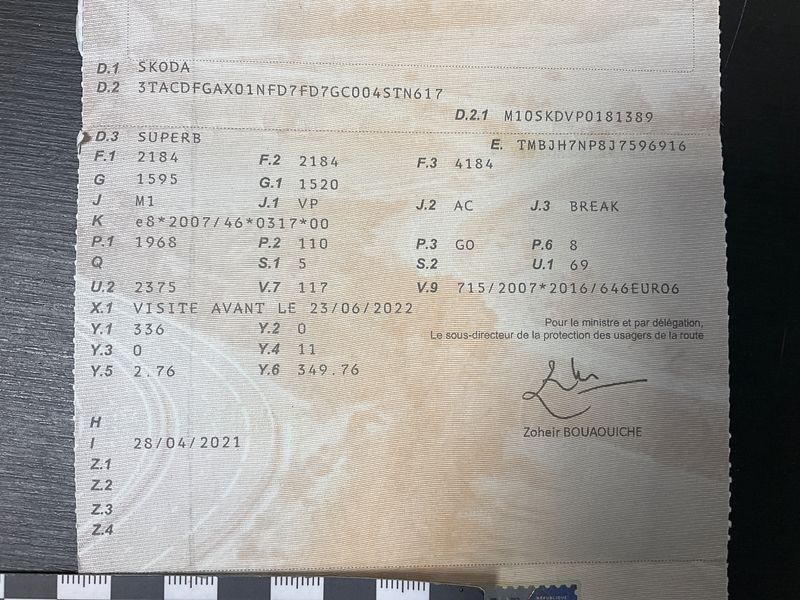 D.1 SKODA
D.2 3TACDFGAX01NFD7FD7GC004STN617
D.2.1 M10SKDVP0181389
D.3 SUPERB
E. TMBJH7NP8J7596916
F.1 2184 F.2 2184 F.3 4184
G 1595 G.1 1520
J M1 J.1 VP J.2 AC J.3 BREAK
K e8*2007/46*0317*00
P.1 1968 P.2 110 P.3 GO P.6 8
Q S.1 5 S.2 U.1 69
U.2 2375 V.7 117 V.9 715/2007*2016/646EURO6
X.1 VISITE AVANT LE 23/06/2022
Y.1 336 Y.2 0
Y.3 0 Y.4 11
Y.5 2.76 Y.6 349.76
Pour le ministre et par délégation,
Le sous-directeur de la protection des usagers de la route
Zoheir BOUAOUICHE
H
I 28/04/2021
Z.1
Z.2
Z.3
Z.4
RÉPUBLIQUE